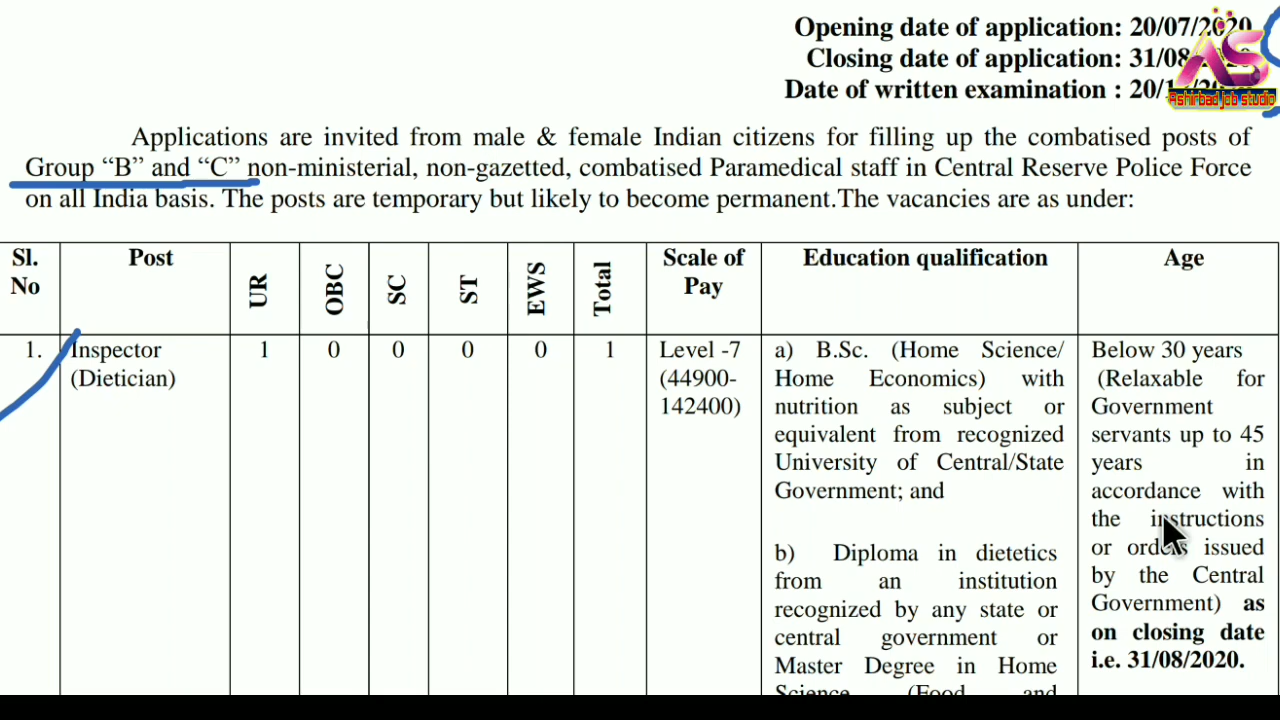 Opening date of application: 20/07/2020
Closing date of application: 31/08
Date of written examination : 20/
AS
Ashirbad job studio
Applications are invited from male & female Indian citizens for filling up the combatised posts of
Group “B” and “C” non-ministerial, non-gazetted, combatised Paramedical staff in Central Reserve Police Force
on all India basis. The posts are temporary but likely to become permanent.The vacancies are as under:
Sl. No
Post
UR
OBC
SC
ST
EWS
Total
Scale of Pay
Education qualification
Age
1.
Inspector
(Dietician)
1
0
0
0
0
1
Level -7
(44900-
142400)
a) B.Sc. (Home Science/
Home Economics) with
nutrition as subject or
equivalent from recognized
University of Central/State
Government; and
b) Diploma in dietetics
from an institution
recognized by any state or
central government or
Master Degree in Home
Science (Food and
Below 30 years
(Relaxable for
Government
servants up to 45
years in
accordance with
the instructions
or orders issued
by the Central
Government) as
on closing date
i.e. 31/08/2020.